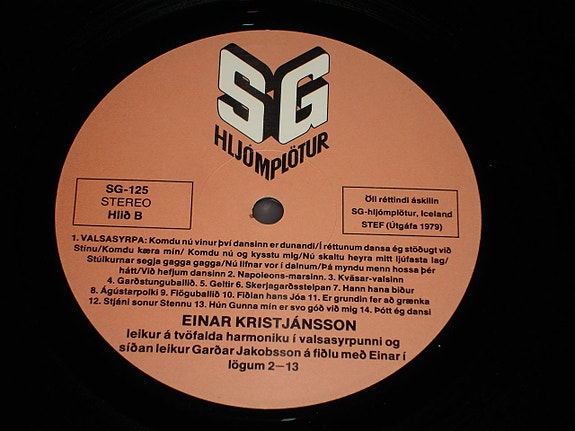 SG
HLJÓMPLÖTUR
SG-125
STEREO
Hlið B
Öll réttindi áskilin
SG-hljómplötur, Iceland
STEF (Útgáfa 1979)
1. VALSASYRPA: Komdu nú vinur því dansinn er dunandi/Í réttunum dansa ég stöðugt við
Stínu/Komdu kæra mín/ Komdu nú og kysstu mig/Nú skaltu heyra mitt ljúfasta lag/
Stúlkurnar segja gagga gagga/Nú lifnar vor í dalnum/Þá myndu menn hossa þér
hátt/Við hefjum dansinn 2. Napoleons-marsinn. 3. Kvásar-valsinn
4. Garðstunguballið. 5. Geltir 6. Skerjagarðsstelpan 7. Hann hana biður
8. Ágústarpolki 9. Flöguballið 10. Fiðlan hans Jóa 11. Er grundin fer að grænka
12. Stjáni sonur Stennu 13. Hún Gunna mín er svo góð við mig 14. Þótt ég dansi
EINAR KRISTJÁNSSON
leikur á tvöfalda harmoniku í valsasyrpunni og
síðan leikur Garðar Jakobsson á fiðlu með Einar í
lögum 2—13